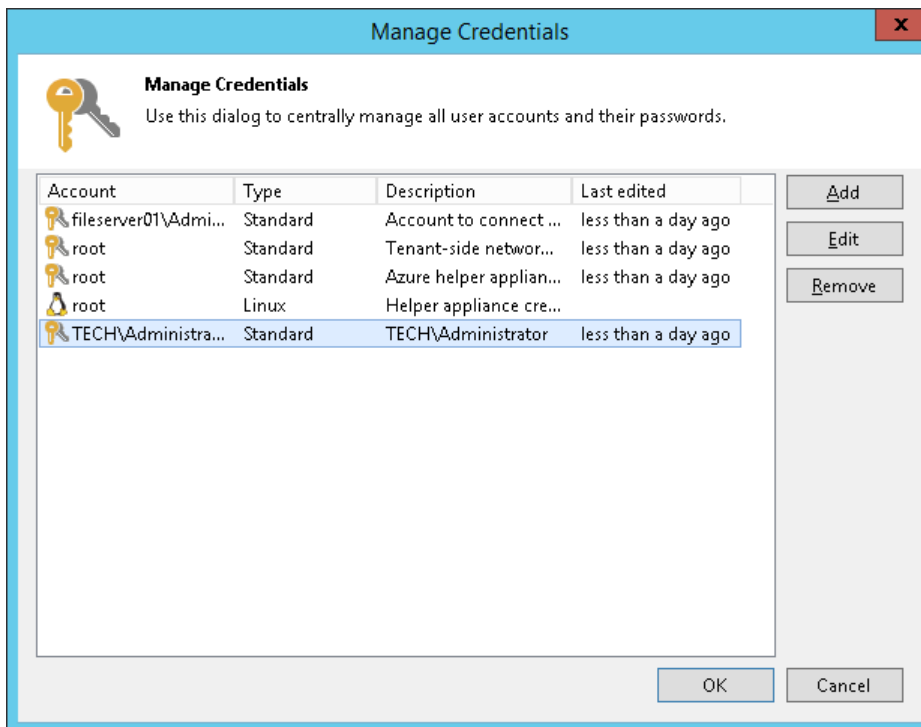 Manage Credentials
x
Manage Credentials
Use this dialog to centrally manage all user accounts and their passwords.
Account Type Description Last edited
fileserver01\Admi... Standard Account to connect ... less than a day ago
root Standard Tenant-side networ... less than a day ago
root Standard Azure helper applian... less than a day ago
root Linux Helper appliance cre...
TECH\Administra... Standard TECH\Administrator less than a day ago
Add
Edit
Remove
OK Cancel